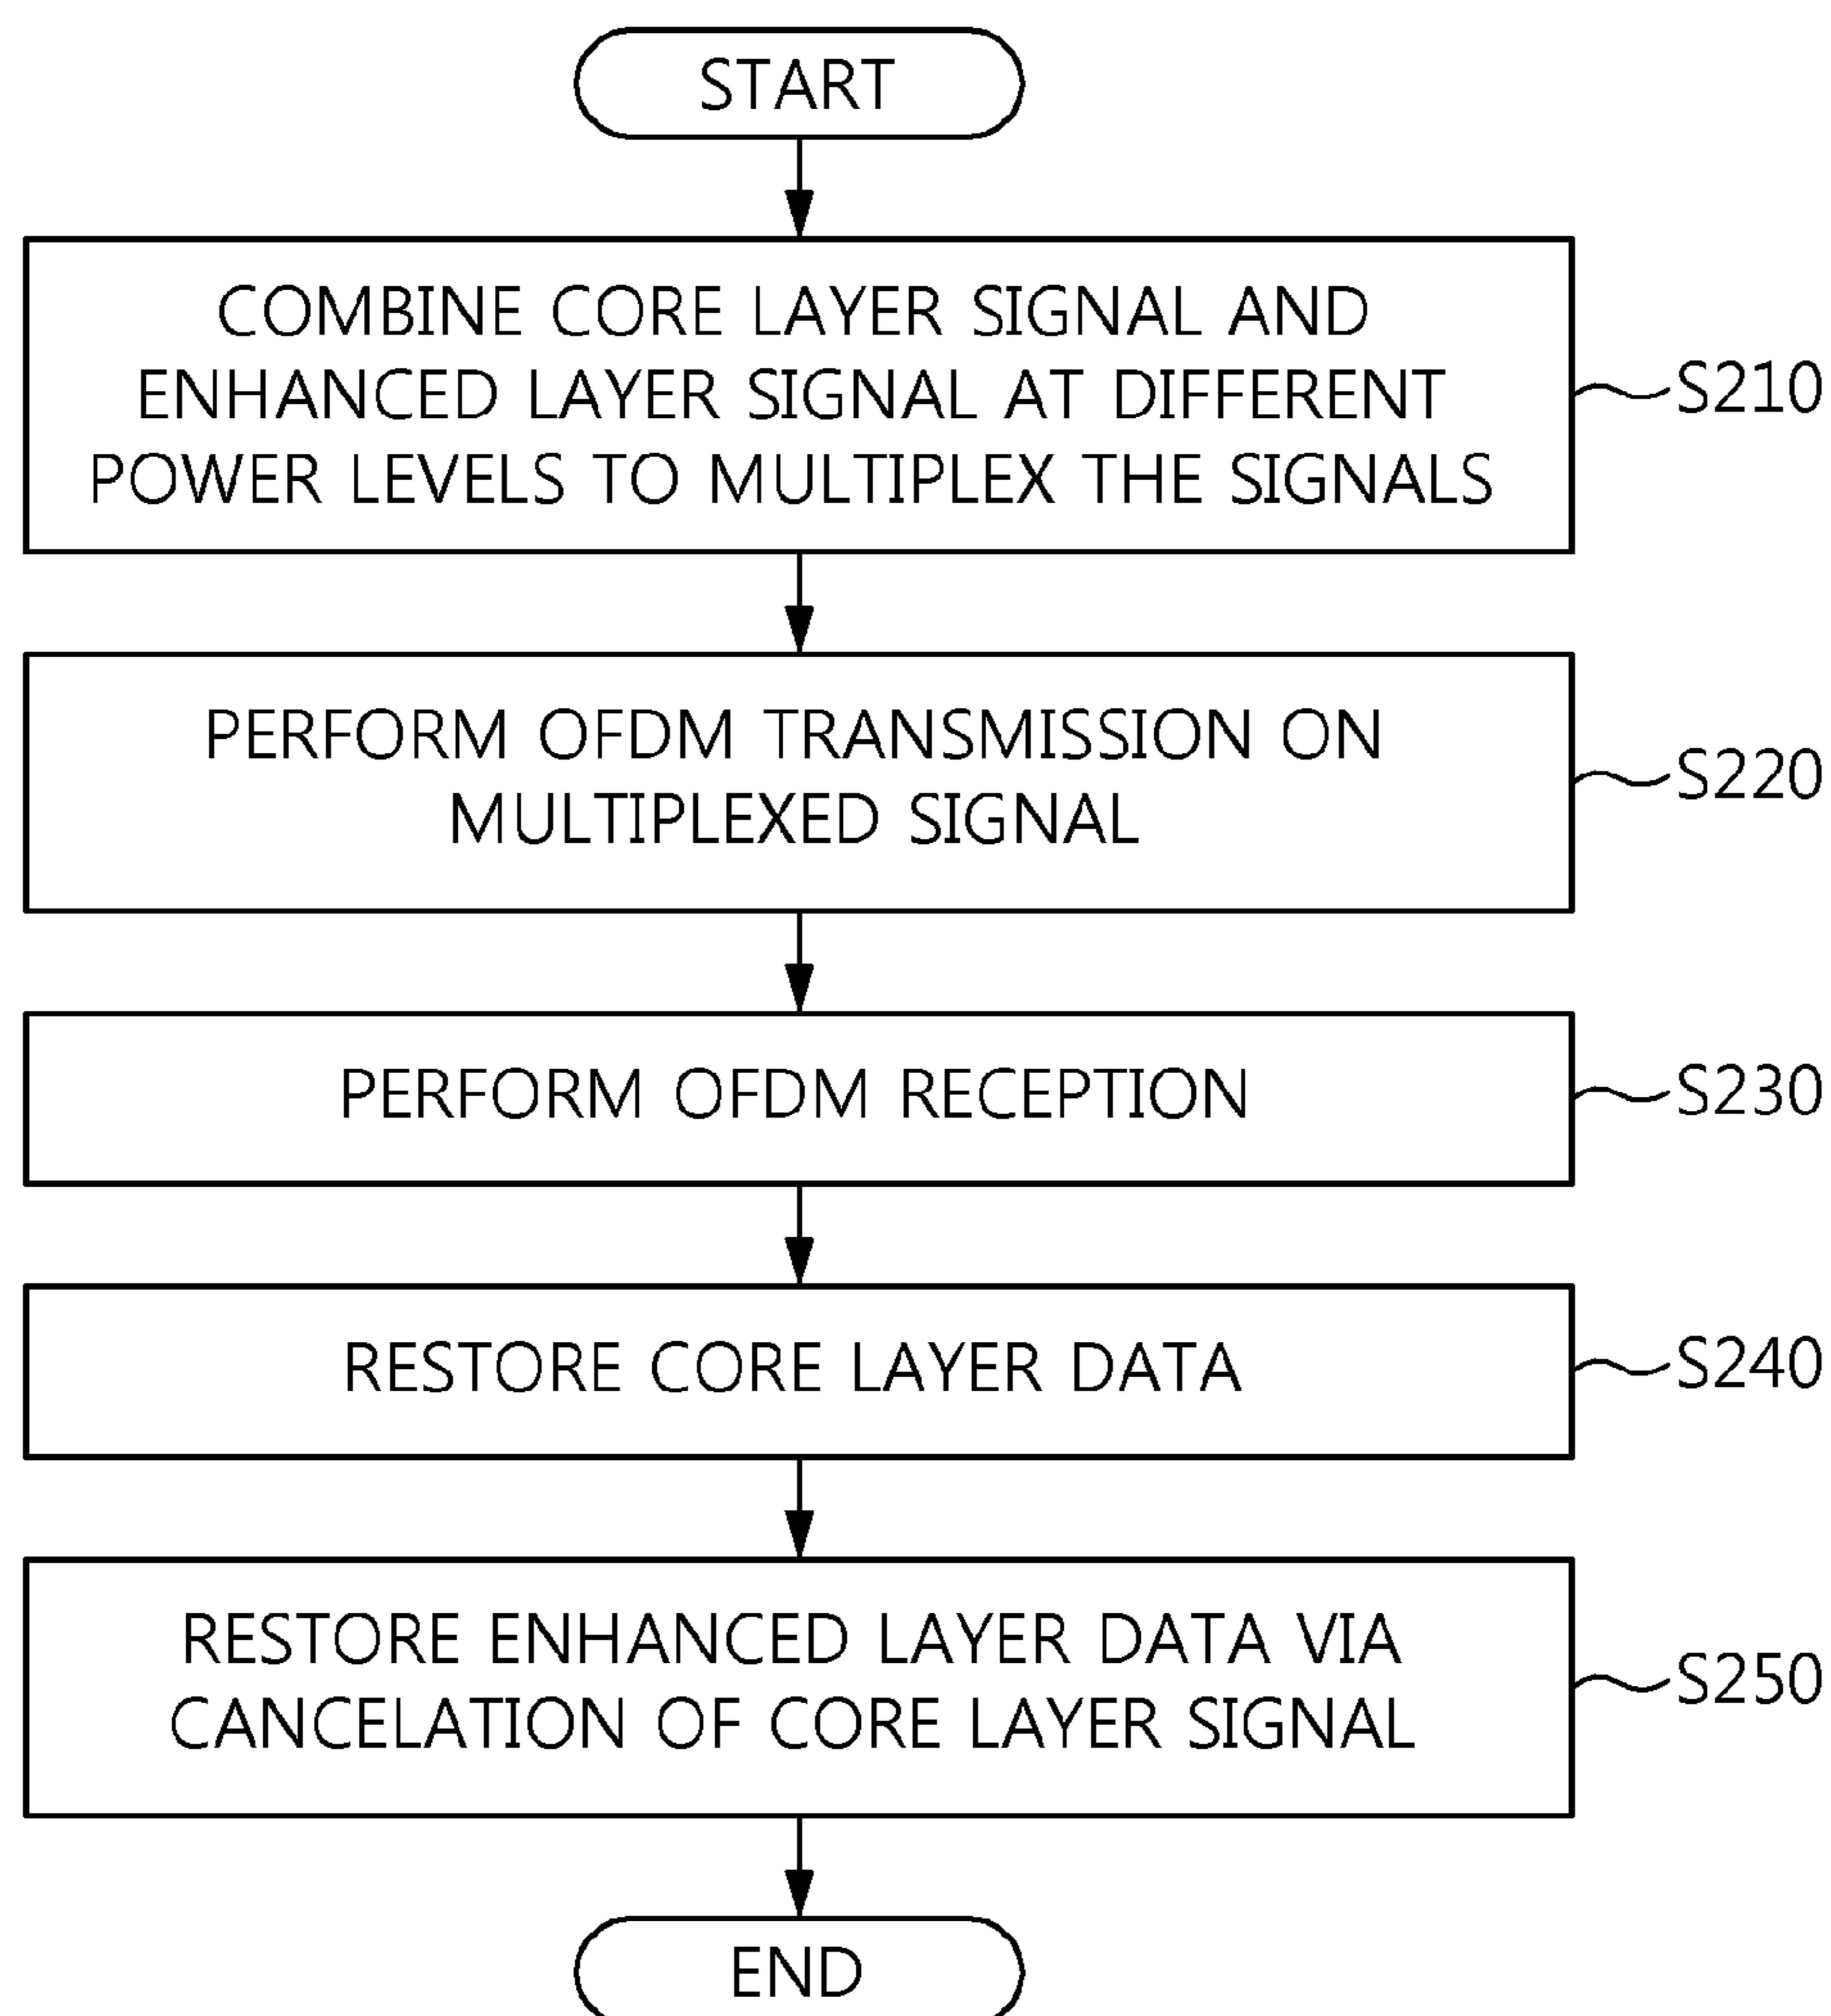 START
COMBINE CORE LAYER SIGNAL AND
ENHANCED LAYER SIGNAL AT DIFFERENT
POWER LEVELS TO MULTIPLEX THE SIGNALS
S210
PERFORM OFDM TRANSMISSION ON
MULTIPLEXED SIGNAL
S220
PERFORM OFDM RECEPTION
S230
RESTORE CORE LAYER DATA
S240
RESTORE ENHANCED LAYER DATA VIA
CANCELATION OF CORE LAYER SIGNAL
S250
END